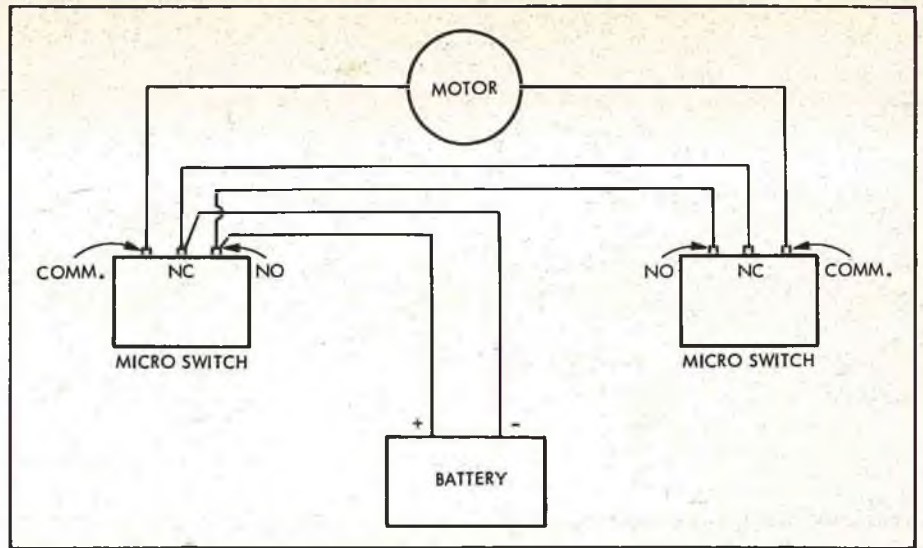 MOTOR
COMM.
NC
NO
NO
NC
COMM.
MICRO SWITCH
MICRO SWITCH
+
-
BATTERY